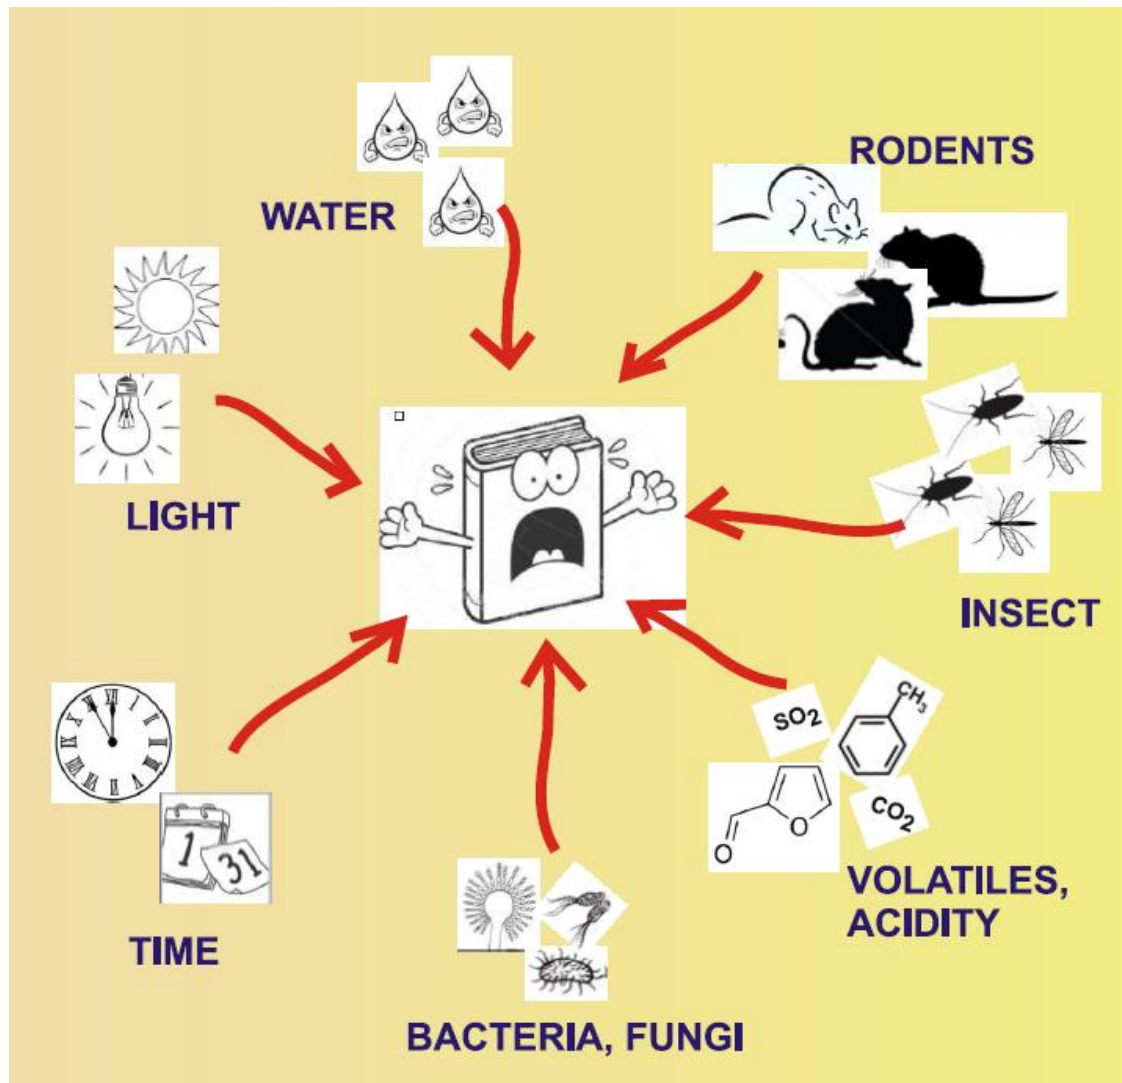 WATER
RODENTS
LIGHT
INSECT
SO2
CH3
O
O
CO2
VOLATILES,
ACIDITY
TIME
1
31
BACTERIA, FUNGI